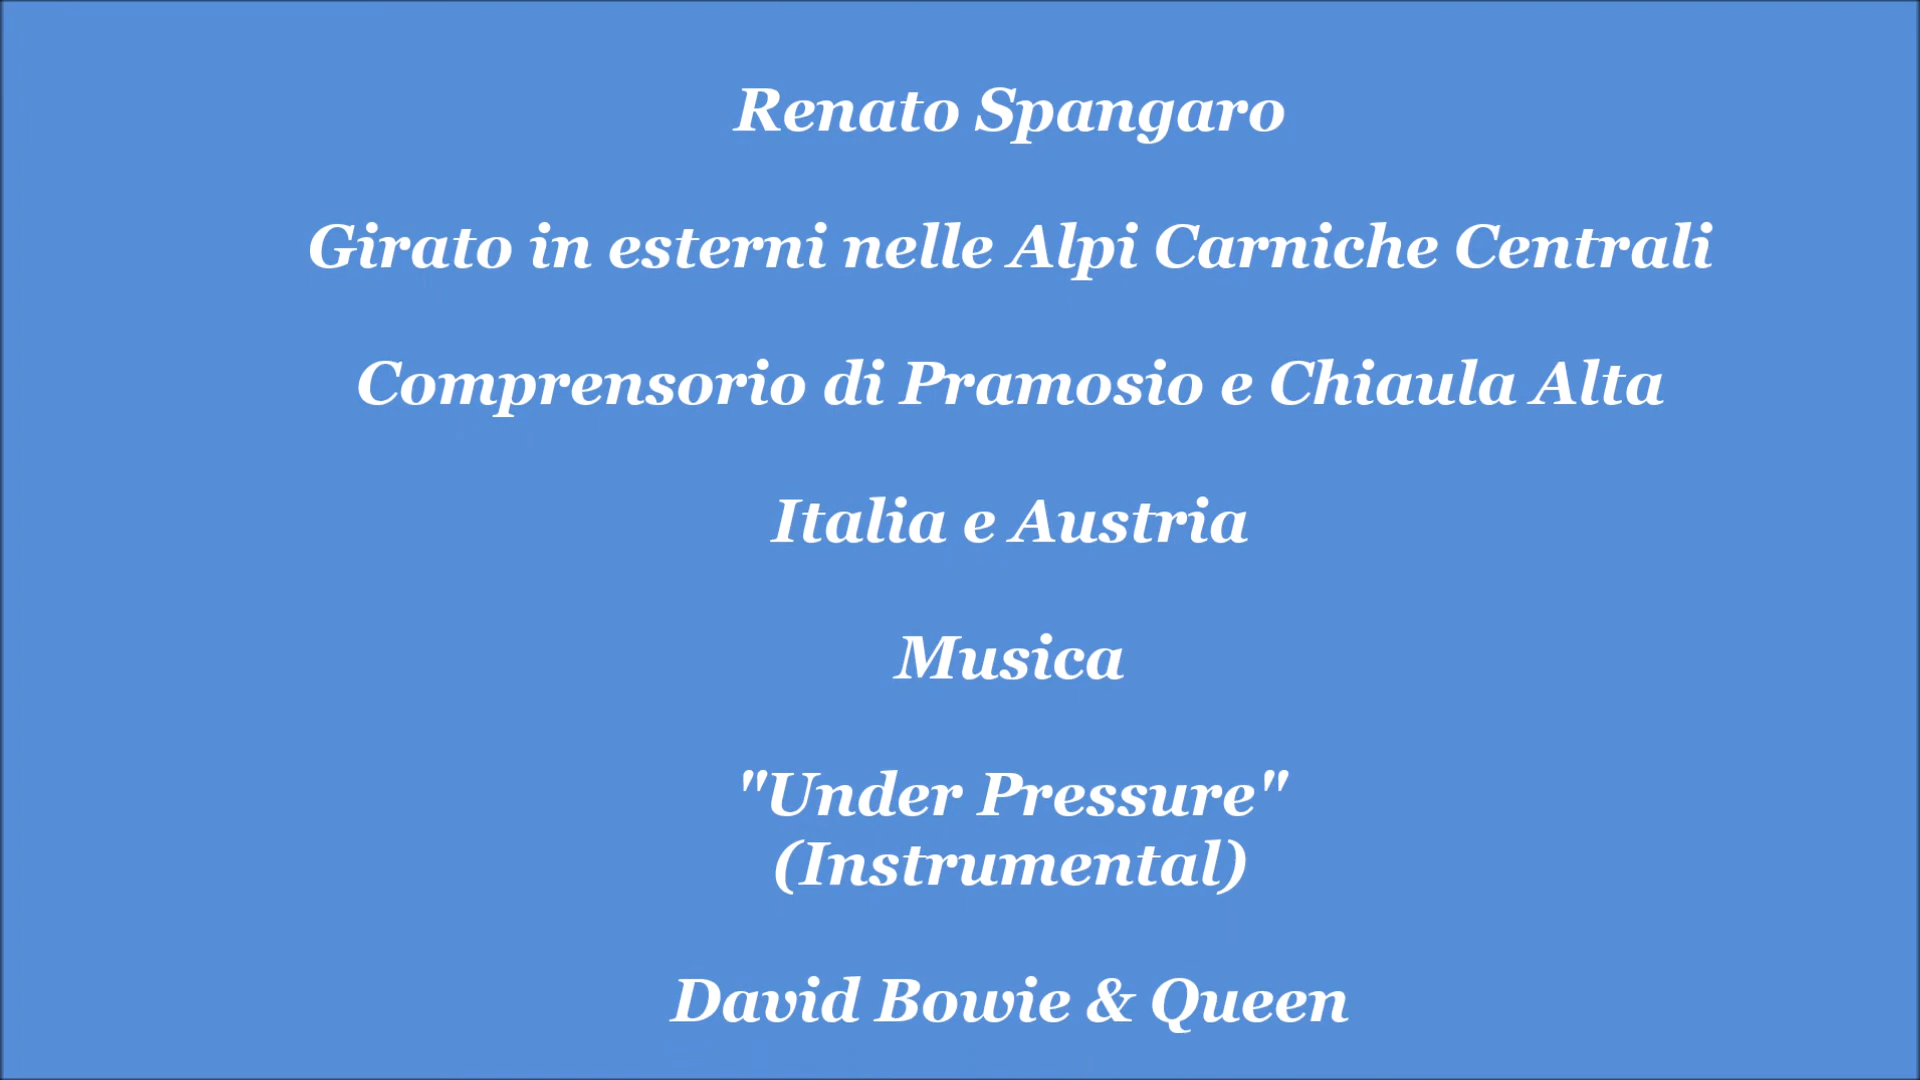 Renato Spangaro
Girato in esterni nelle Alpi Carniche Centrali
Comprensorio di Pramosio e Chiaula Alta
Italia e Austria
Musica
"Under Pressure"
(Instrumental)
David Bowie & Queen